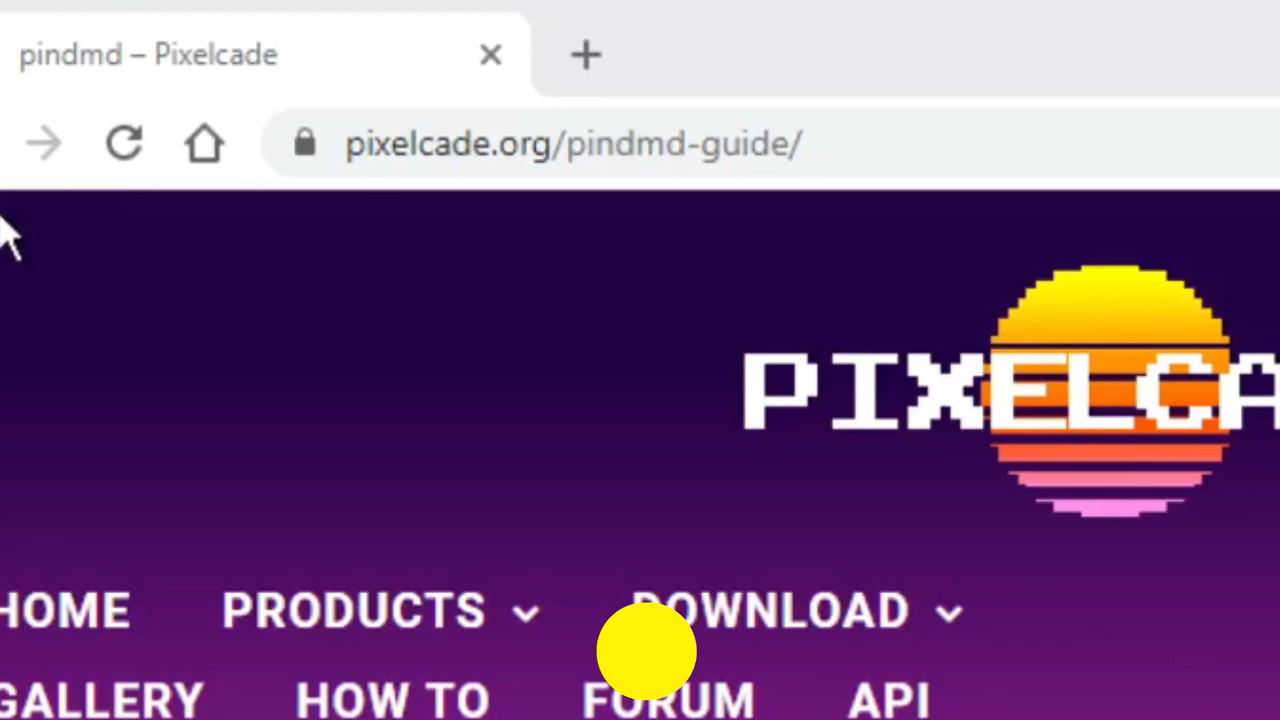 pindmd – Pixelcade
pixelcade.org/pindmd-guide/
PIXELCA
HOME PRODUCTS DOWNLOAD
GALLERY HOW TO FORUM API